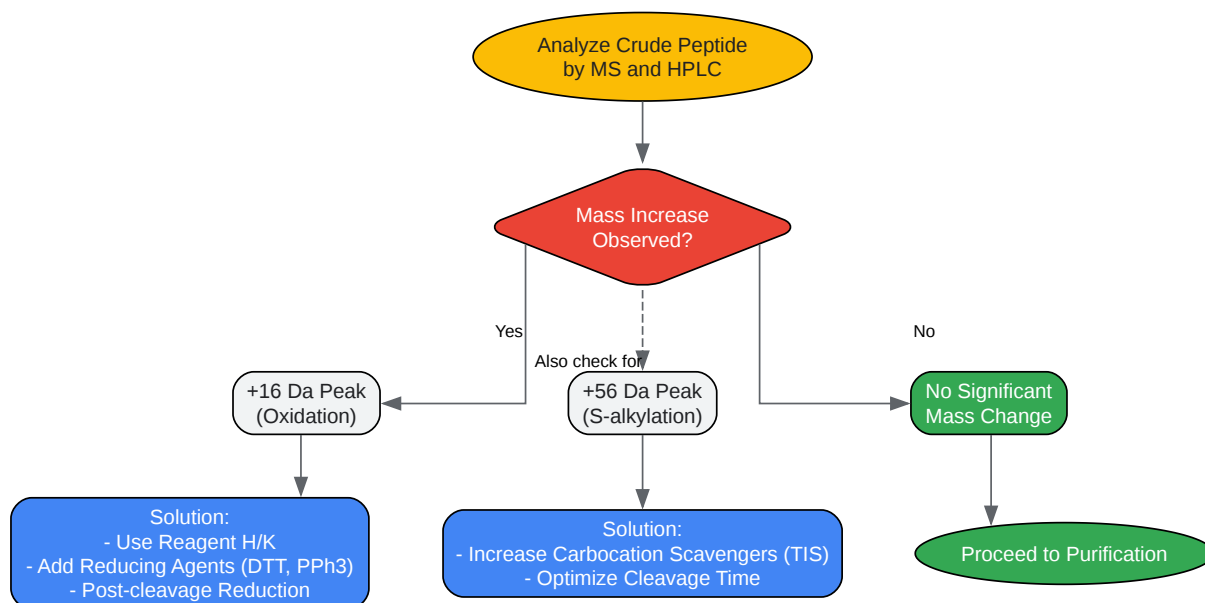 Analyze Crude Peptide
by MS and HPLC
Mass Increase
Observed?
Yes
No
Also check for
+16 Da Peak
(Oxidation)
+56 Da Peak
(S-alkylation)
No Significant
Mass Change
Solution:
- Use Reagent H/K
- Add Reducing Agents (DTT, PPh3)
- Post-cleavage Reduction
Solution:
- Increase Carbocation Scavengers (TIS)
- Optimize Cleavage Time
Proceed to Purification